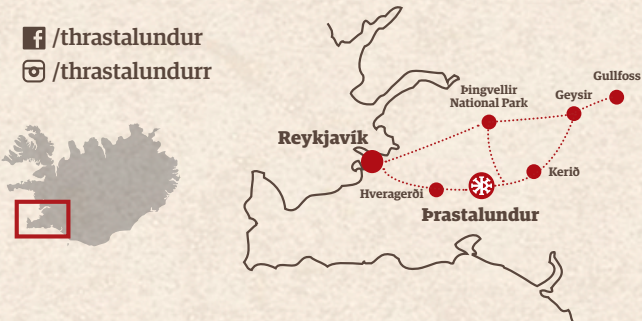 /thrastalundur
/thrastalundurr
Reykjavík
Þingvellir
National Park
Geysir
Gullfoss
Hveragerði
Þrastalundur
Kerið